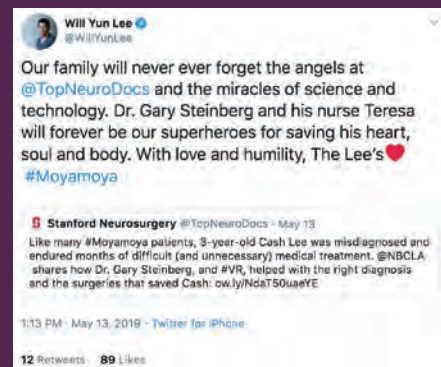 Will Yun Lee
@WillYunLee
Our family will never ever forget the angels at
@TopNeuroDocs and the miracles of science and
technology. Dr. Gary Steinberg and his nurse Teresa
will forever be our superheroes for saving his heart,
soul and body. With love and humility, The Lee's❤️
#Moyamoya
S Stanford Neurosurgery @TopNeuroDocs · May 13
Like many #Moyamoya patients, 3-year-old Cash Lee was misdiagnosed and
endured months of difficult (and unnecessary) medical treatment. @NBCLA
shares how Dr. Gary Steinberg, and #VR, helped with the right diagnosis
and the surgeries that saved Cash: ow.ly/NdaT50uaeYE
1:13 PM · May 13, 2019 · Twitter for iPhone
12 Retweets 89 Likes